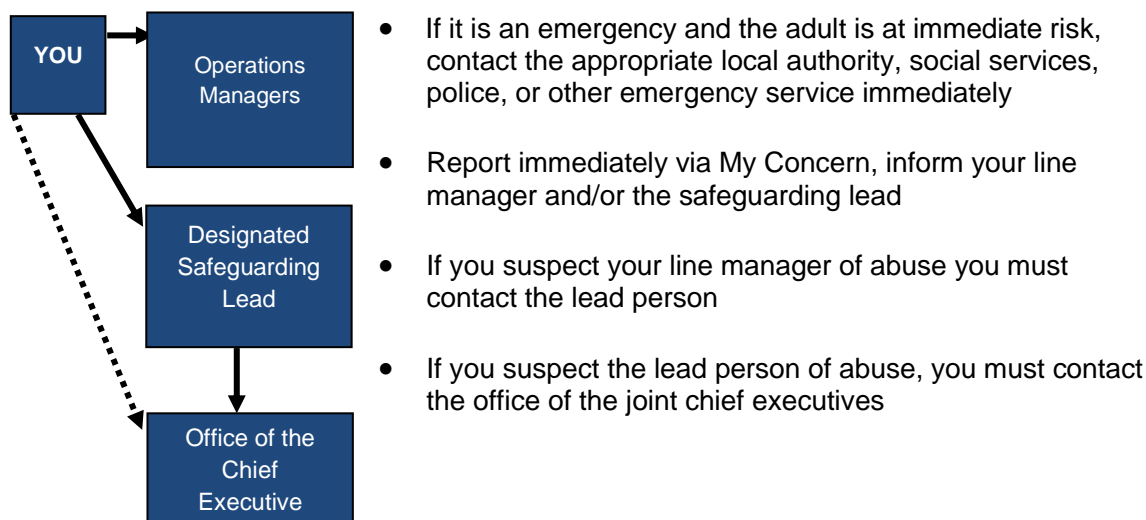 YOU
Operations
Managers
Designated
Safeguarding
Lead
Office of the
Chief
Executive
• If it is an emergency and the adult is at immediate risk,
contact the appropriate local authority, social services,
police, or other emergency service immediately
• Report immediately via My Concern, inform your line
manager and/or the safeguarding lead
• If you suspect your line manager of abuse you must
contact the lead person
• If you suspect the lead person of abuse, you must contact
the office of the joint chief executives